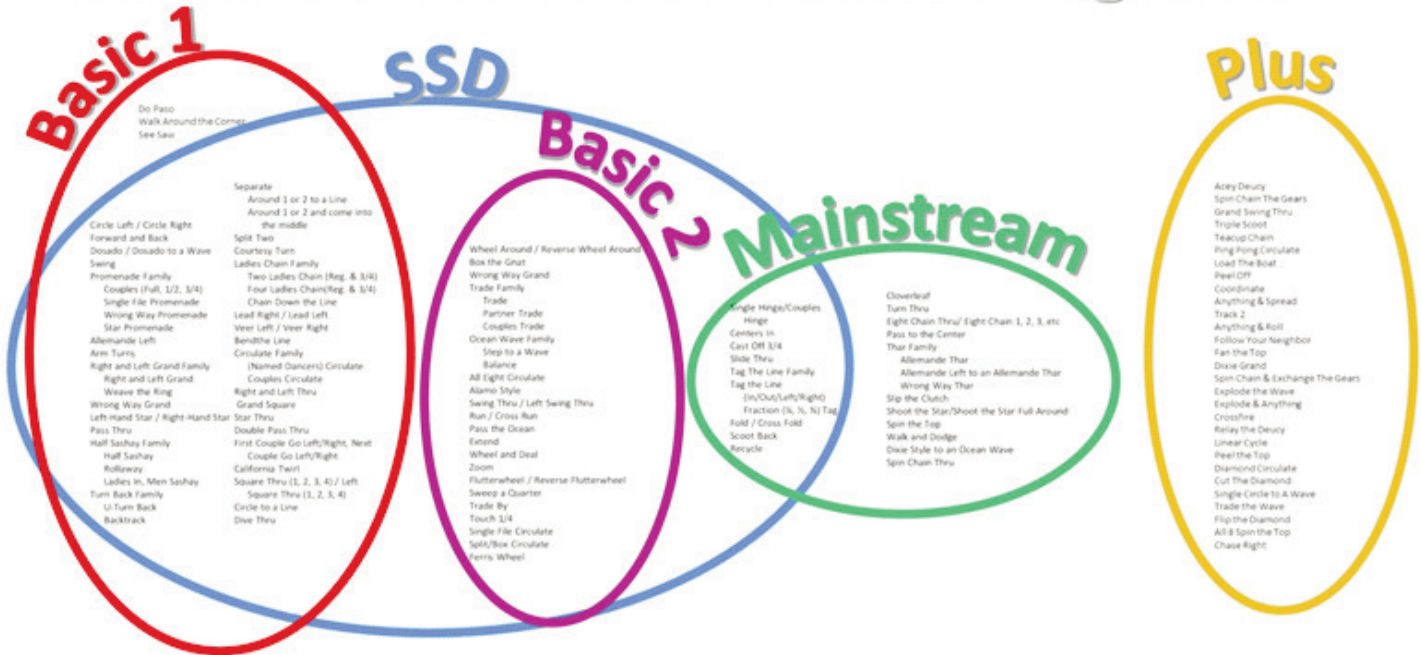 Basic 1
Do Paso
Walk Around the Corner
See Saw
Circle Left / Circle Right
Forward and Back
Dosado / Dosado to a Wave
Swing
Promenade Family
Couples (Full, 1/2, 3/4)
Single File Promenade
Wrong Way Promenade
Star Promenade
Allemande Left
Arm Turns
Right and Left Grand Family
Right and Left Grand
Weave the Ring
Wrong Way Grand
Left-Hand Star / Right-Hand Star
Pass Thru
Half Sashay Family
Half Sashay
Rollaway
Ladies In, Men Sashay
Turn Back Family
U-Turn Back
Backtrack
Separate
Around 1 or 2 to a Line
Around 1 or 2 and come into
the middle
Split Two
Courtesy Turn
Ladies Chain Family
Two Ladies Chain (Reg. & 3/4)
Four Ladies Chain(Reg. & 3/4)
Chain Down the Line
Lead Right / Lead Left
Veer Left / Veer Right
Bendthe Line
Circulate Family
(Named Dancers) Circulate
Couples Circulate
Right and Left Thru
Grand Square
Star Thru
Double Pass Thru
First Couple Go Left/Right, Next
Couple Go Left/Right
California Twirl
Square Thru (1, 2, 3, 4) / Left
Square Thru (1, 2, 3, 4)
Circle to a Line
Dive Thru
SSD
Basic 2
Wheel Around / Reverse Wheel Around
Box the Gnat
Wrong Way Grand
Trade Family
Trade
Partner Trade
Couples Trade
Ocean Wave Family
Step to a Wave
Balance
All Eight Circulate
Alamo Style
Swing Thru / Left Swing Thru
Run / Cross Run
Pass the Ocean
Extend
Wheel and Deal
Zoom
Flutterwheel / Reverse Flutterwheel
Sweep a Quarter
Trade By
Touch 1/4
Single File Circulate
Split/Box Circulate
Ferris Wheel
Mainstream
Single Hinge/Couples
Hinge
Centers In
Cast Off 3/4
Slide Thru
Tag The Line Family
Tag the Line
(In/Out/Left/Right)
Fraction (¼, ½, ¾) Tag
Fold / Cross Fold
Scoot Back
Recycle
Cloverleaf
Turn Thru
Eight Chain Thru/ Eight Chain 1, 2, 3, etc
Pass to the Center
Thar Family
Allemande Thar
Allemande Left to an Allemande Thar
Wrong Way Thar
Slip the Clutch
Shoot the Star/Shoot the Star Full Around
Spin the Top
Walk and Dodge
Dixie Style to an Ocean Wave
Spin Chain Thru
Plus
Acey Deucy
Spin Chain The Gears
Grand Swing Thru
Triple Scoot
Teacup Chain
Ping Pong Circulate
Load The Boat
Peel Off
Coordinate
Anything & Spread
Track 2
Anything & Roll
Follow Your Neighbor
Fan the Top
Dixie Grand
Spin Chain & Exchange The Gears
Explode the Wave
Explode & Anything
Crossfire
Relay the Deucy
Linear Cycle
Peel the Top
Diamond Circulate
Cut The Diamond
Single Circle to A Wave
Trade the Wave
Flip the Diamond
All 8 Spin the Top
Chase Right